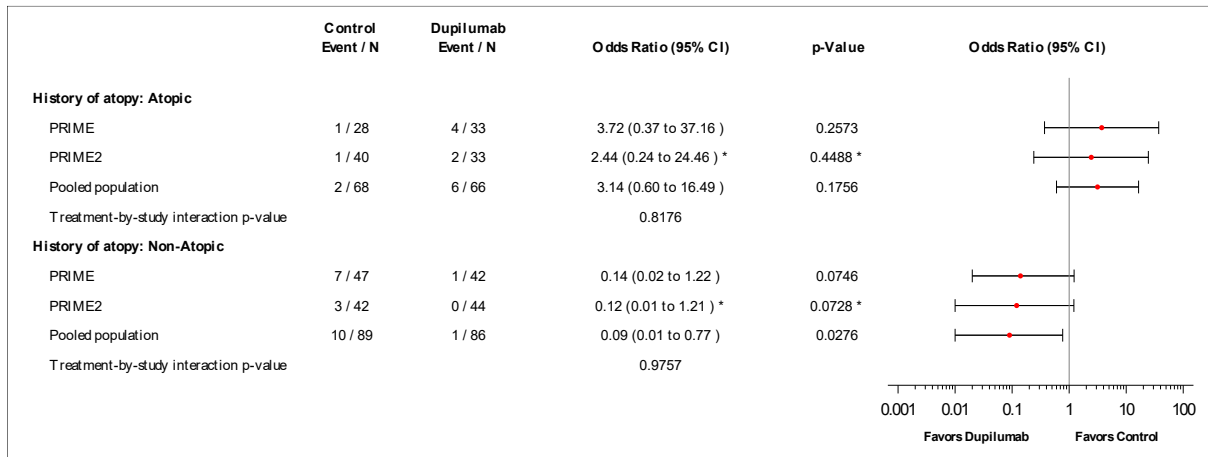 Control Dupilumab
Event / N Event / N Odds Ratio (95% CI) p-Value Odds Ratio (95% CI)
History of atopy: Atopic
PRIME 1 / 28 4 / 33 3.72 (0.37 to 37.16 ) 0.2573
PRIME2 1 / 40 2 / 33 2.44 (0.24 to 24.46 ) * 0.4488 *
Pooled population 2 / 68 6 / 66 3.14 (0.60 to 16.49 ) 0.1756
Treatment-by-study interaction p-value 0.8176
History of atopy: Non-Atopic
PRIME 7 / 47 1 / 42 0.14 (0.02 to 1.22 ) 0.0746
PRIME2 3 / 42 0 / 44 0.12 (0.01 to 1.21 ) * 0.0728 *
Pooled population 10 / 89 1 / 86 0.09 (0.01 to 0.77 ) 0.0276
Treatment-by-study interaction p-value 0.9757
0.001 0.01 0.1 1 10 100
Favors Dupilumab Favors Control